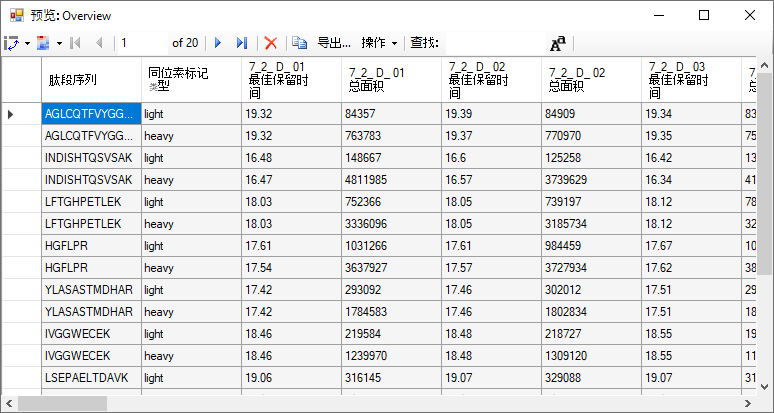 预览: Overview
1 of 20 导出... 操作 查找:
肽段序列 同位素标记类型 7_2_D_01 最佳保留时间 7_2_D_01 总面积 7_2_D_02 最佳保留时间 7_2_D_02 总面积 7_2_D_03 最佳保留时间
AGLCQTFVYGG... light 19.32 84357 19.39 84909 19.34 83
AGLCQTFVYGG... heavy 19.32 763783 19.37 770970 19.35 75
INDISHTQSVSAK light 16.48 148667 16.6 125258 16.42 13
INDISHTQSVSAK heavy 16.47 4811985 16.57 3739629 16.34 41
LFTGHPETLEK light 18.03 752366 18.05 739197 18.12 78
LFTGHPETLEK heavy 18.03 3336096 18.05 3185734 18.12 32
HGFLPR light 17.61 1031266 17.61 984459 17.67 10
HGFLPR heavy 17.54 3637927 17.57 3727934 17.62 38
YLASASTMDHAR light 17.42 293092 17.46 302012 17.51 29
YLASASTMDHAR heavy 17.42 1784583 17.46 1802834 17.51 18
IVGGWECEK light 18.46 219584 18.48 218727 18.55 19
IVGGWECEK heavy 18.46 1239970 18.48 1309120 18.55 11
LSEPAELTDAVK light 19.06 316145 19.07 329088 19.07 31